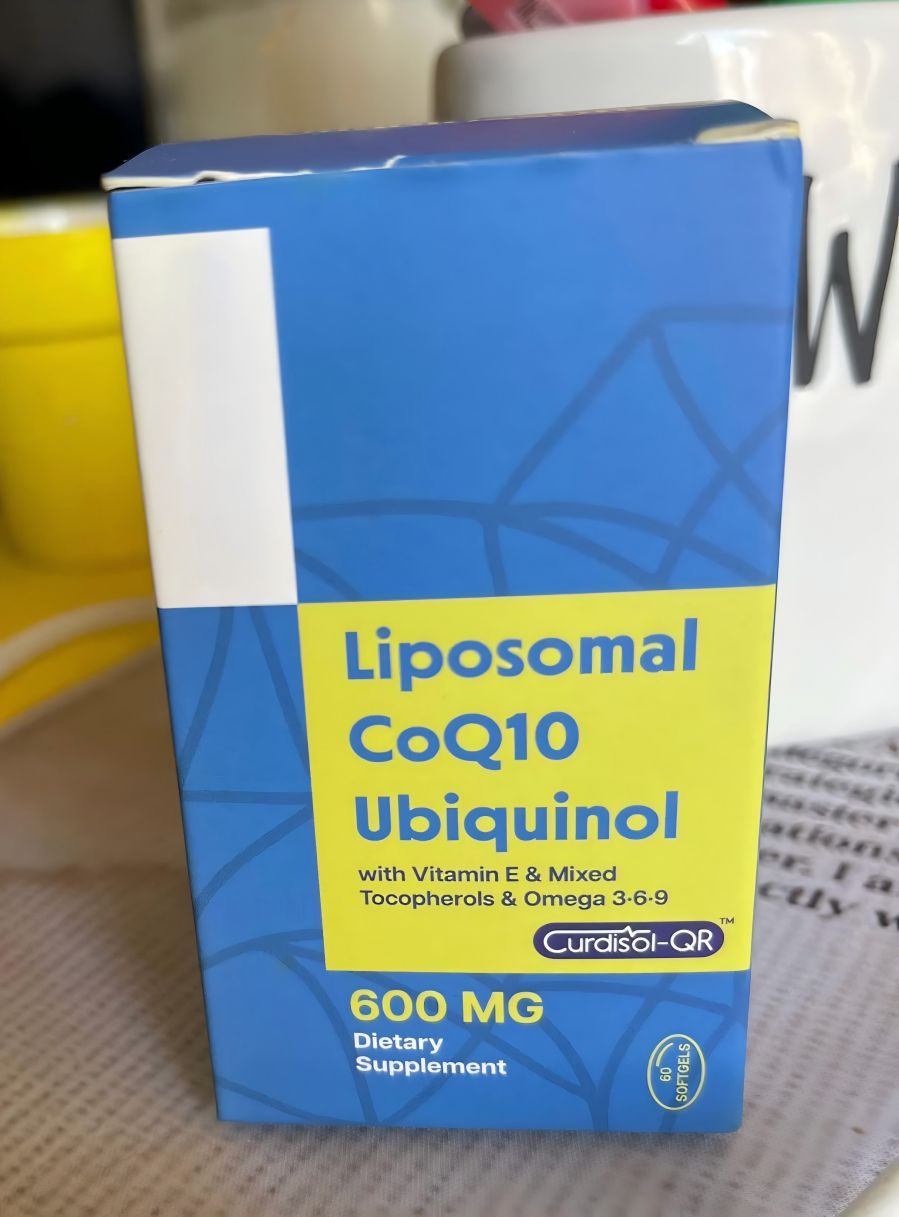 W
Liposomal
CoQ10
Ubiquinol
with Vitamin E & Mixed
Tocopherols & Omega 3·6·9
Curdisol-QR™
600 MG
Dietary
Supplement
60
SOFTGELS